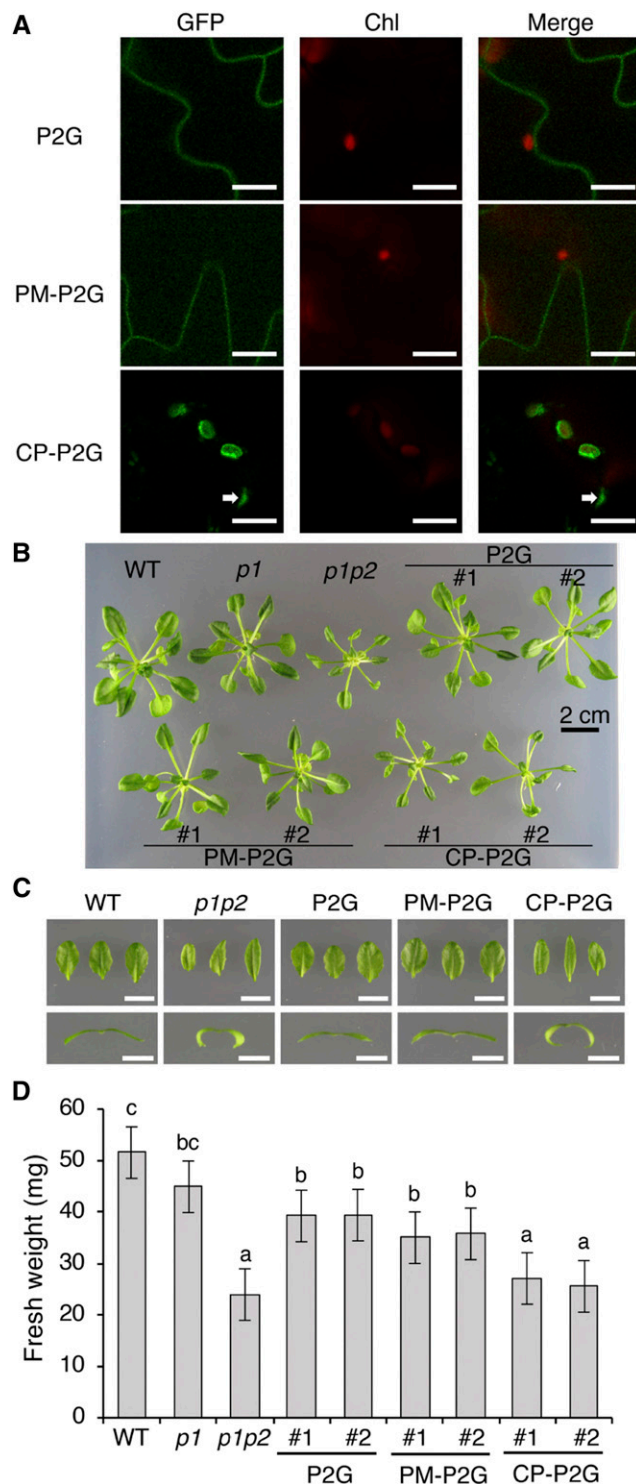 A
GFP Chl Merge
P2G
PM-P2G
CP-P2G
B
P2G
WT p1 p1p2 #1 #2
2 cm
#1 #2 #1 #2
PM-P2G CP-P2G
C
WT p1p2 P2G PM-P2G CP-P2G
D
Fresh weight (mg)
60
50
40
30
20
10
0
c bc a b b b b a a
WT p1 p1p2 #1 #2 #1 #2 #1 #2
P2G PM-P2G CP-P2G